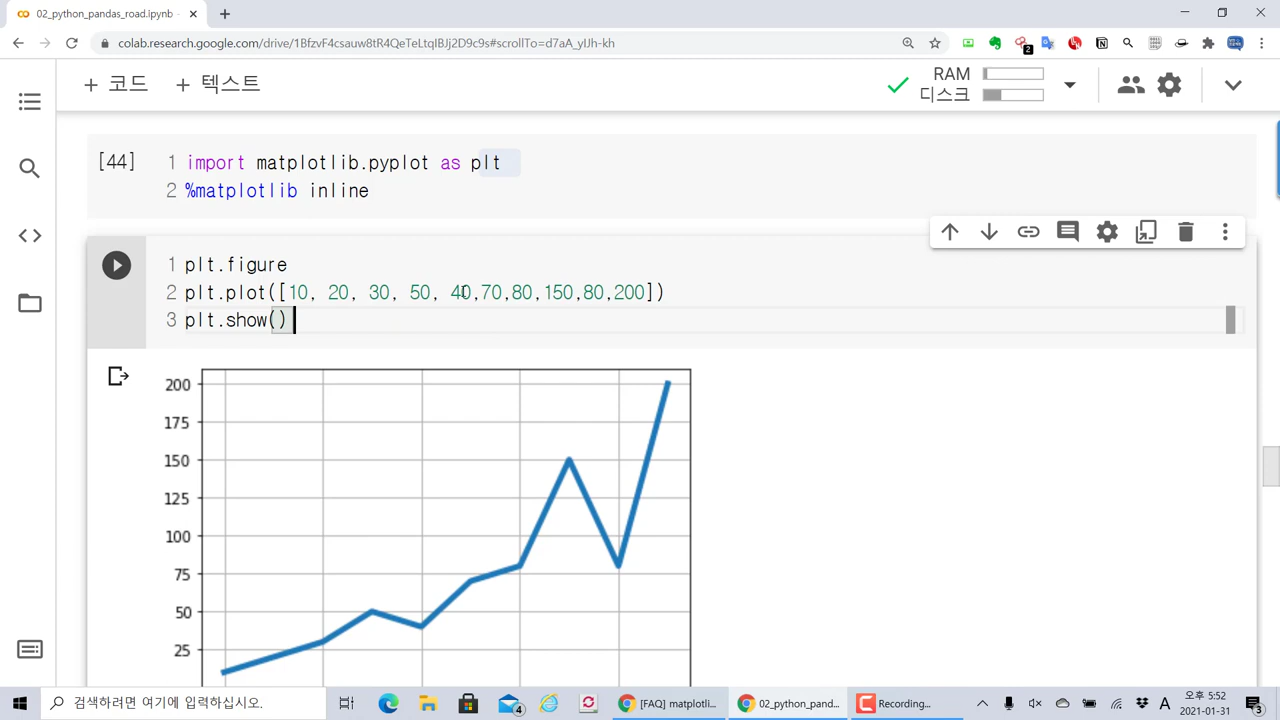 02_python_pandas_road.ipynb
colab.research.google.com/drive/1BfzvF4csauw8tR4QeTeLtqIBJj2D9c9s#scrollTo=d7aA_yIJh-kh
2
+ 코드 + 텍스트
RAM
디스크
[44]
1 import matplotlib.pyplot as plt
2 %matplotlib inline
1 plt.figure
2 plt.plot([10, 20, 30, 50, 40,70,80,150,80,200])
3 plt.show()
200
175
150
125
100
75
50
25
검색하려면 여기에 입력하십시오.
4
[FAQ] matplotli...
02_python_pand...
Recording...
A
오후 5:52
2021-01-31
3